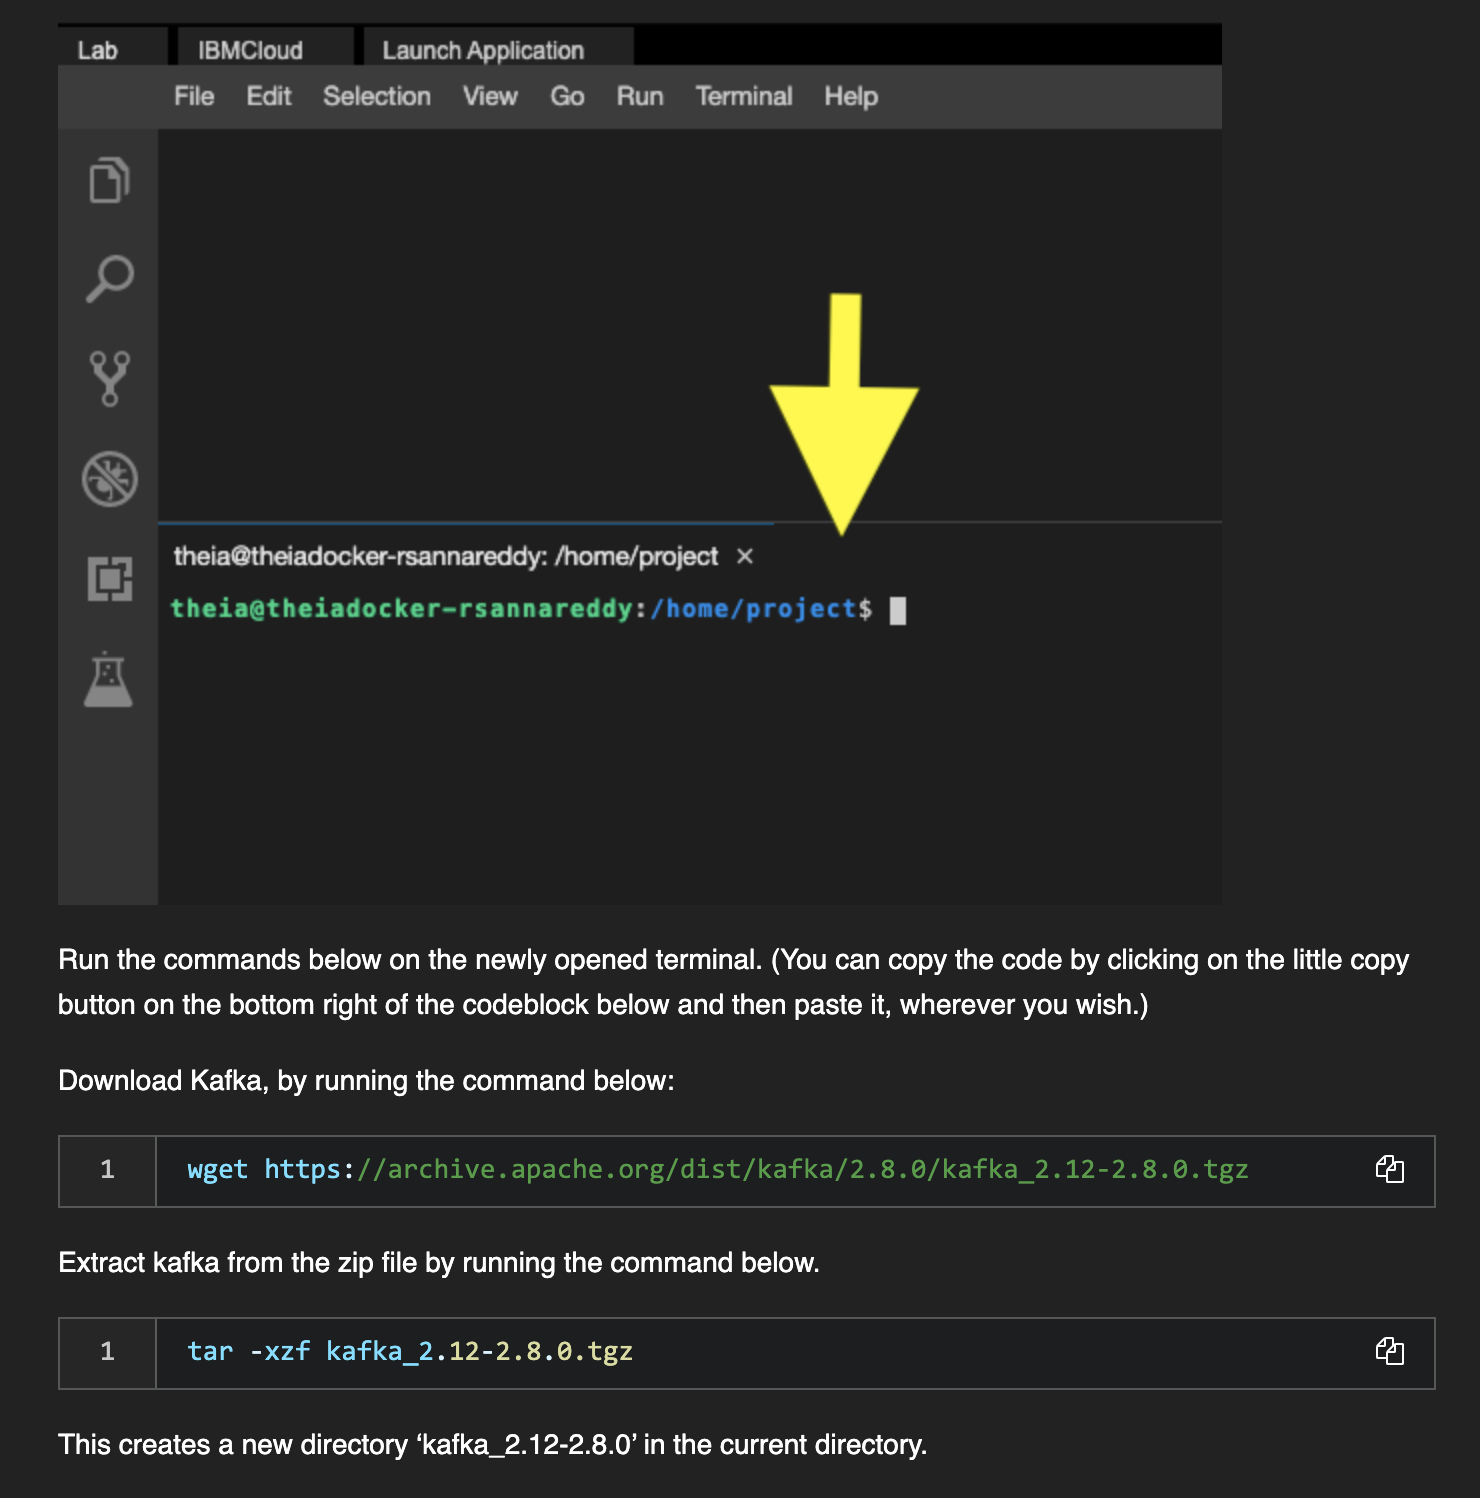 Lab IBMCloud Launch Application
File Edit Selection View Go Run Terminal Help
theia@theiadocker-rsannareddy: /home/project ×
theia@theiadocker-rsannareddy:/home/project$
Run the commands below on the newly opened terminal. (You can copy the code by clicking on the little copy
button on the bottom right of the codeblock below and then paste it, wherever you wish.)
Download Kafka, by running the command below:
1 wget https://archive.apache.org/dist/kafka/2.8.0/kafka_2.12-2.8.0.tgz
Extract kafka from the zip file by running the command below.
1 tar -xzf kafka_2.12-2.8.0.tgz
This creates a new directory ‘kafka_2.12-2.8.0’ in the current directory.